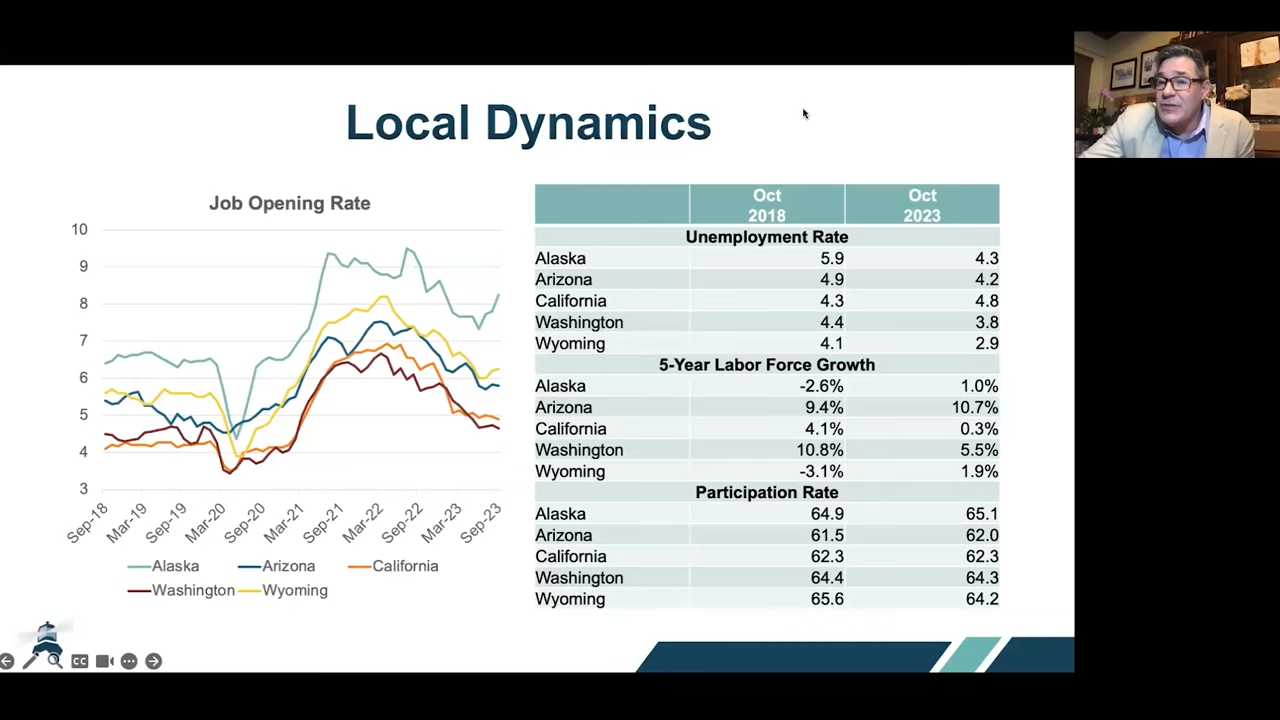 Local Dynamics
Job Opening Rate
10
9
8
7
6
5
4
3
Sep-18
Mar-19
Sep-19
Mar-20
Sep-20
Mar-21
Sep-21
Mar-22
Sep-22
Mar-23
Sep-23
Alaska Arizona California
Washington Wyoming
Oct Oct
2018 2023
Unemployment Rate
Alaska 5.9 4.3
Arizona 4.9 4.2
California 4.3 4.8
Washington 4.4 3.8
Wyoming 4.1 2.9
5-Year Labor Force Growth
Alaska -2.6% 1.0%
Arizona 9.4% 10.7%
California 4.1% 0.3%
Washington 10.8% 5.5%
Wyoming -3.1% 1.9%
Participation Rate
Alaska 64.9 65.1
Arizona 61.5 62.0
California 62.3 62.3
Washington 64.4 64.3
Wyoming 65.6 64.2
CC